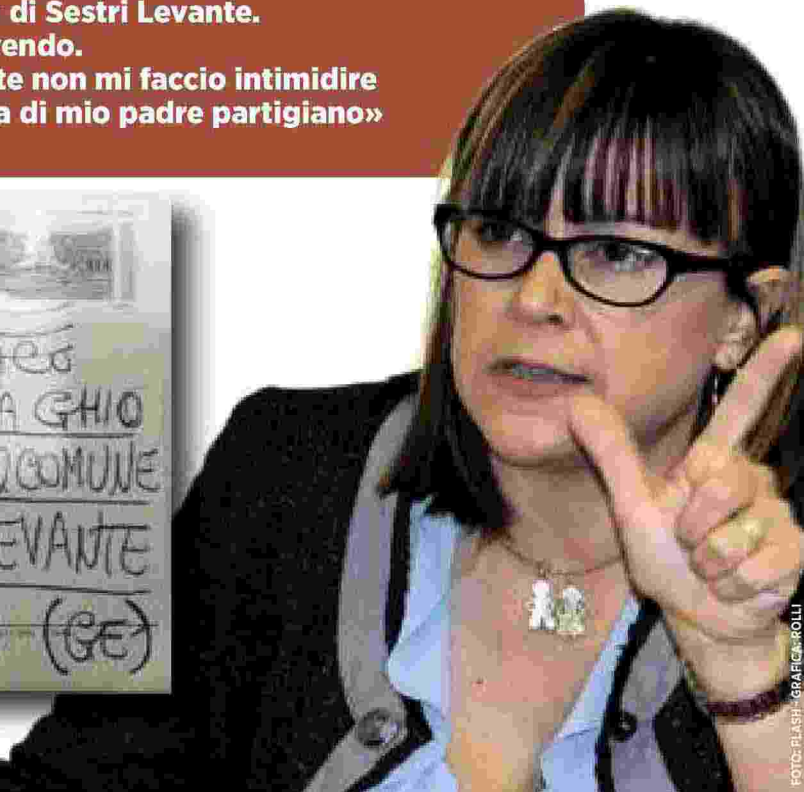 di Sestri Levante.
endo.
te non mi faccio intimidire
a di mio padre partigiano»
A GHIO
COMUNE
EVANTE
(GE)
FOTO: FLASH - GRAFICA: ROLLI